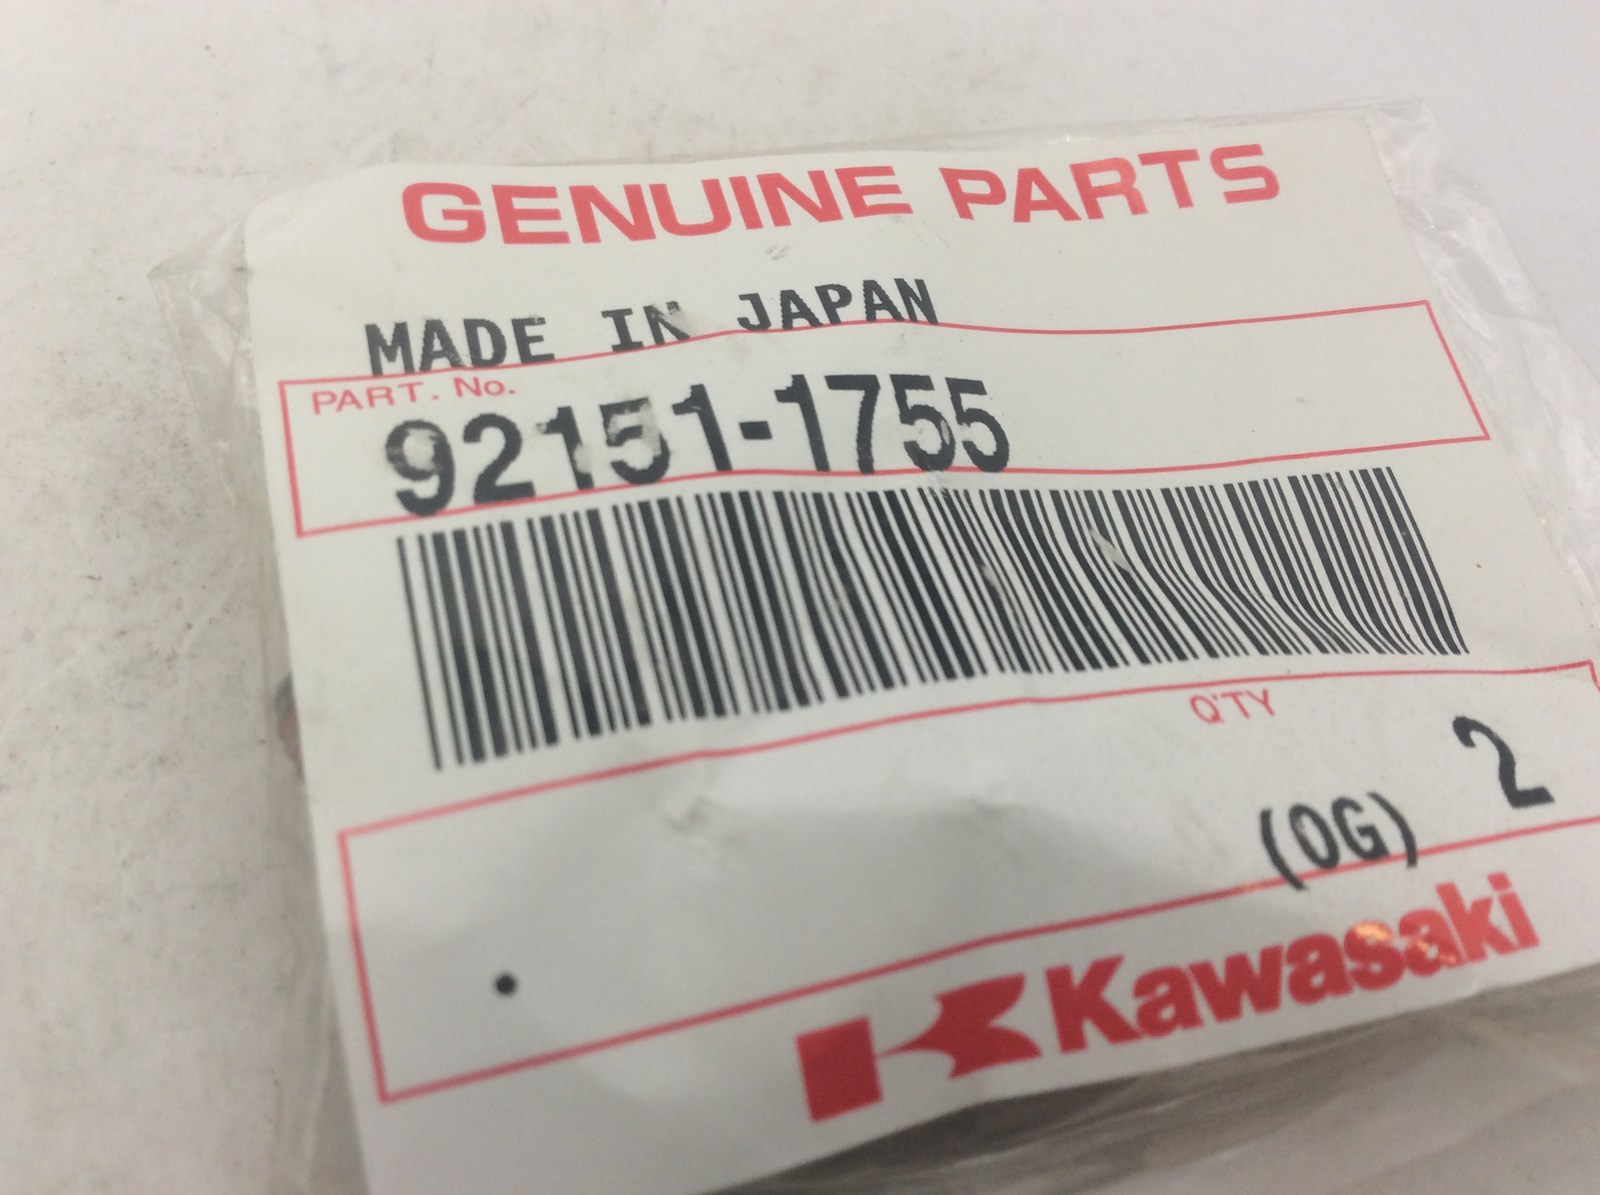 GENUINE PARTS
MADE IN JAPAN
PART. No.
92151-1755
Q'TY
2
(OG)
Kawasaki